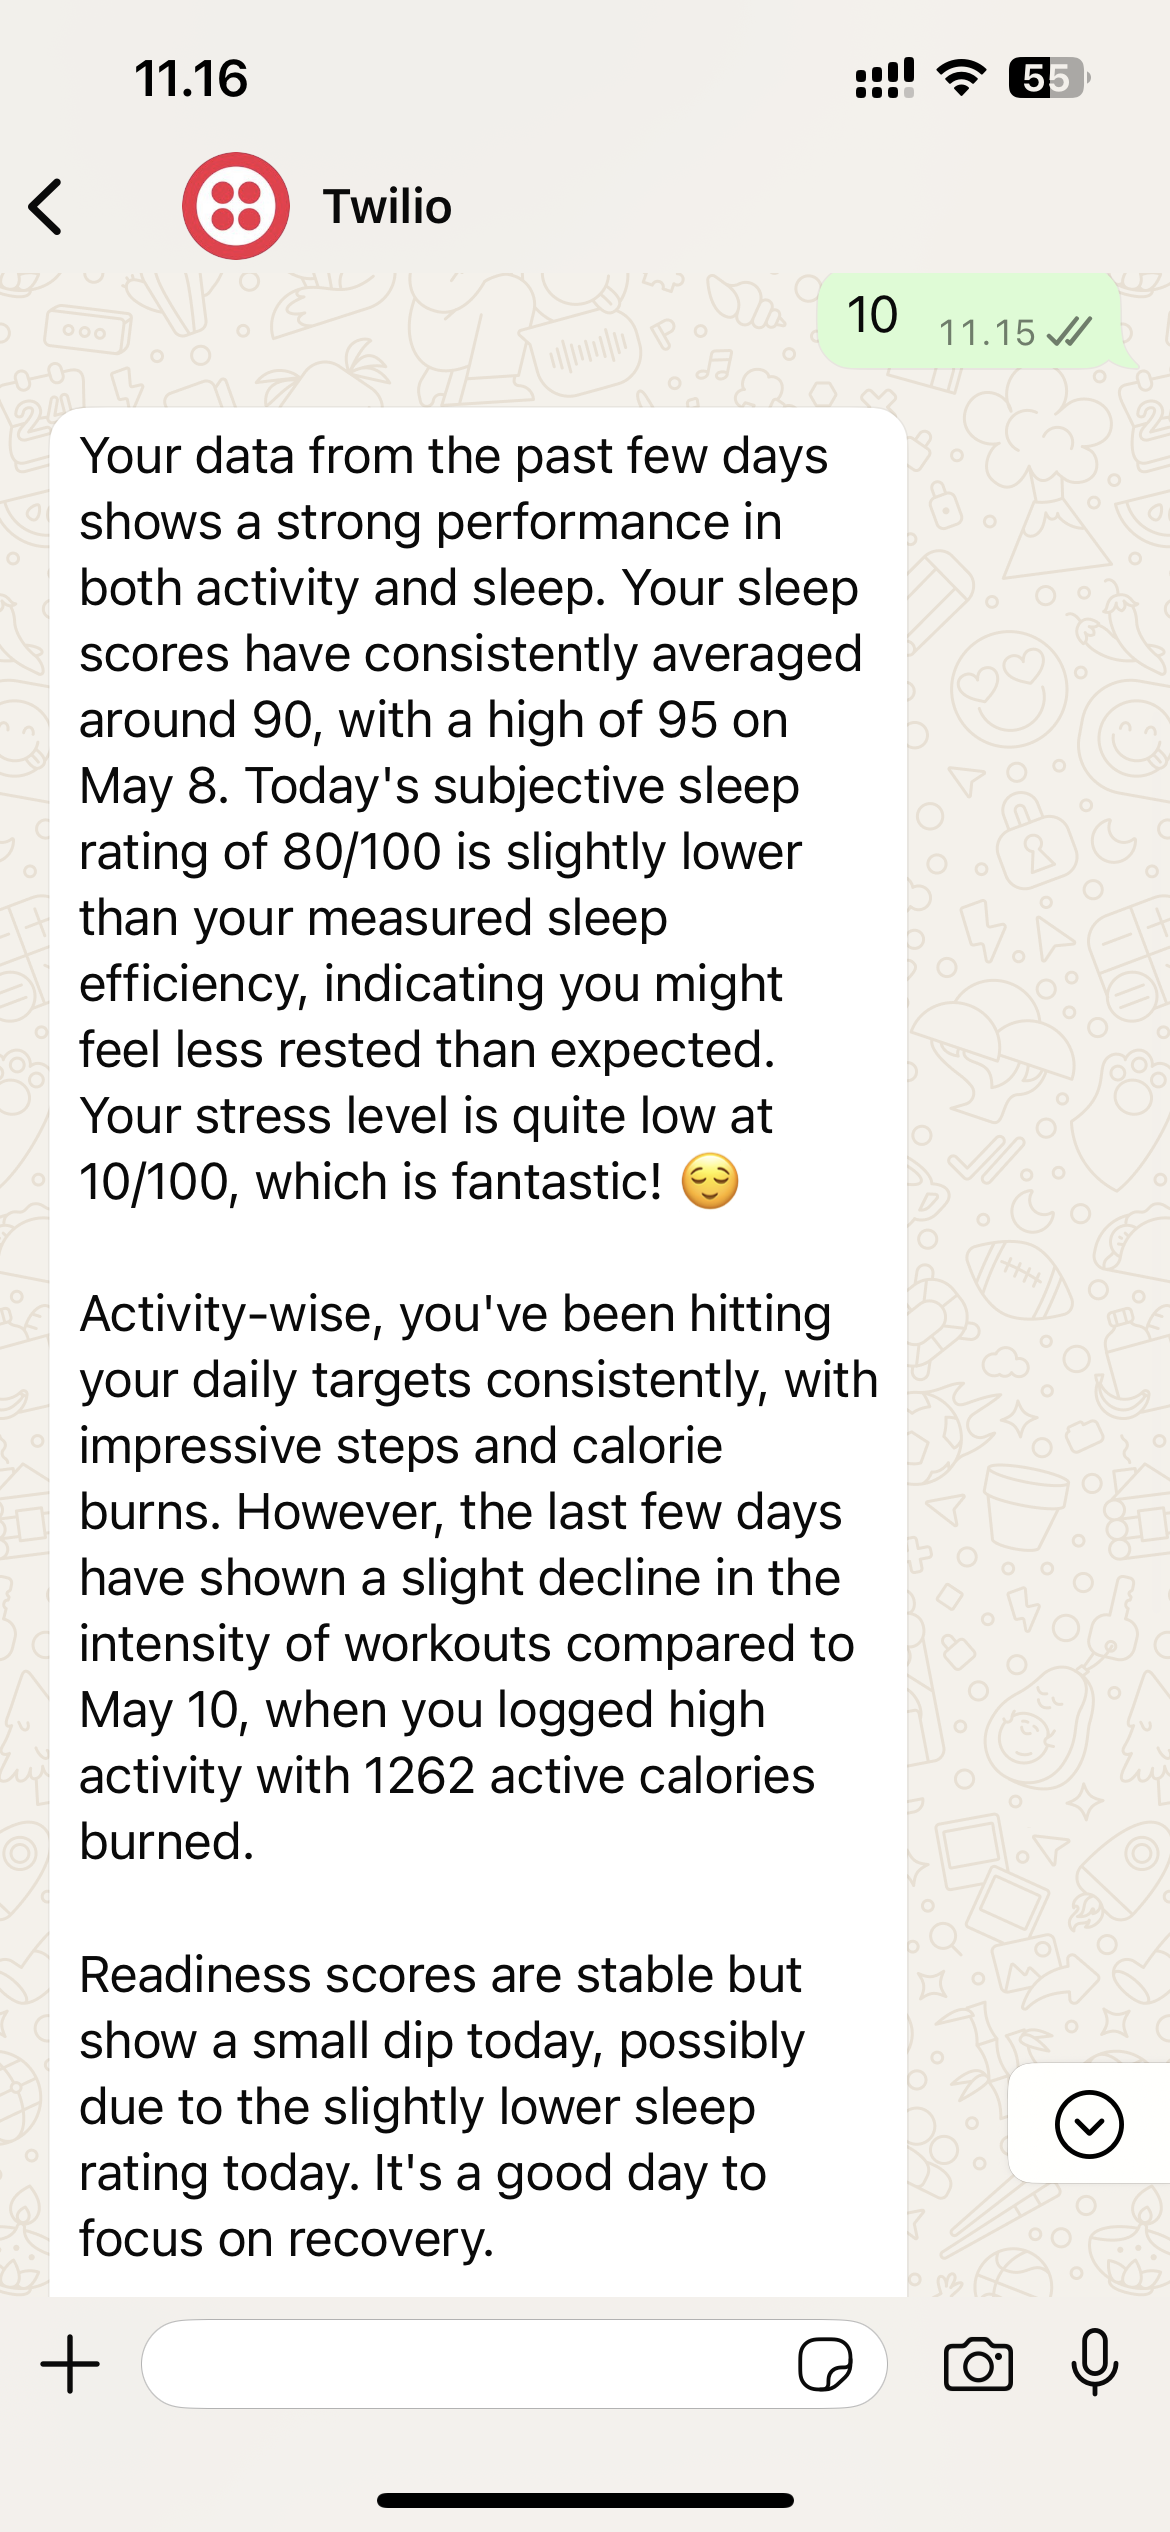 11.16
55
Twilio
10
11.15
Your data from the past few days
shows a strong performance in
both activity and sleep. Your sleep
scores have consistently averaged
around 90, with a high of 95 on
May 8. Today's subjective sleep
rating of 80/100 is slightly lower
than your measured sleep
efficiency, indicating you might
feel less rested than expected.
Your stress level is quite low at
10/100, which is fantastic! 😌
Activity-wise, you've been hitting
your daily targets consistently, with
impressive steps and calorie
burns. However, the last few days
have shown a slight decline in the
intensity of workouts compared to
May 10, when you logged high
activity with 1262 active calories
burned.
Readiness scores are stable but
show a small dip today, possibly
due to the slightly lower sleep
rating today. It's a good day to
focus on recovery.